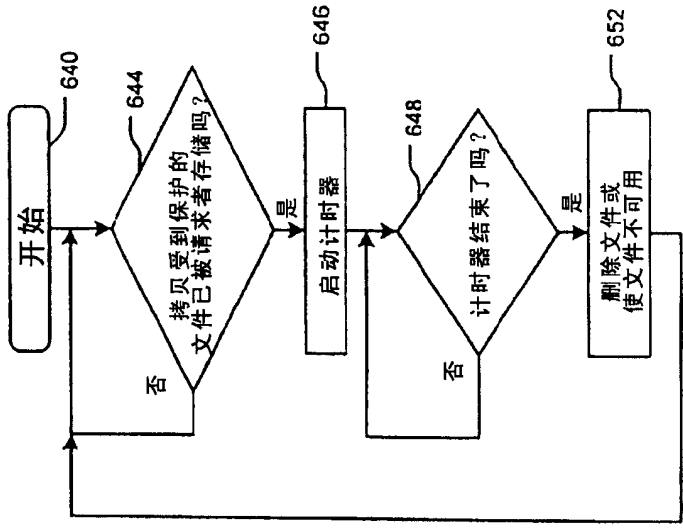 开始
640
644
拷贝受到保护的
文件已被请求者存储吗?
否
是
646
启动计时器
648
计时器结束了吗?
否
是
652
删除文件或
使文件不可用